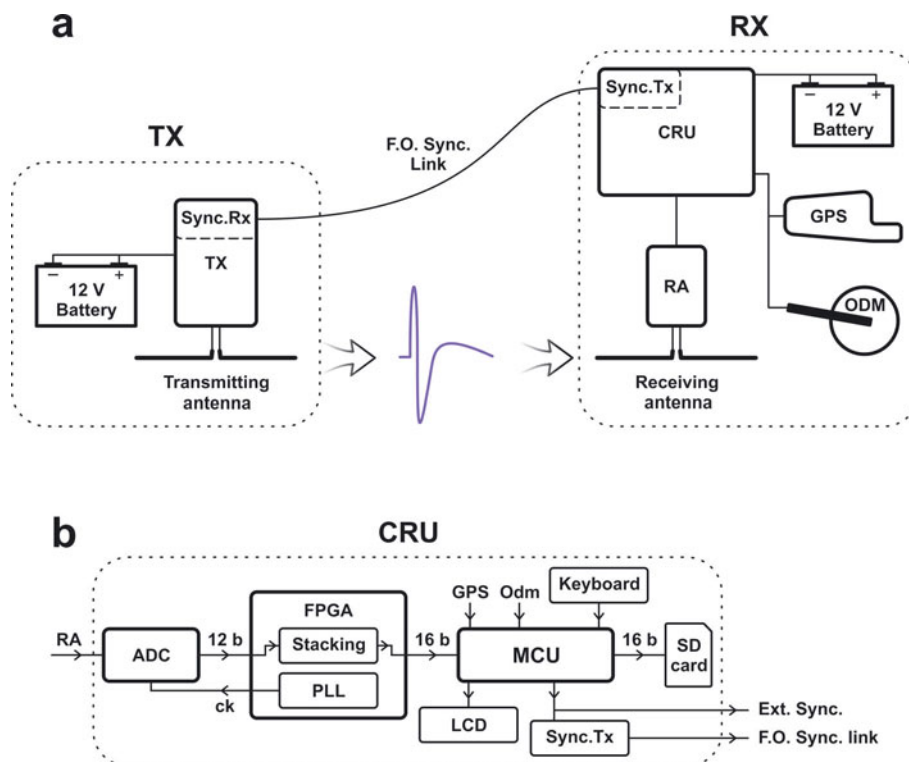 a
RX
TX
Sync.Tx
CRU
− +
12 V
Battery
F.O. Sync.
Link
Sync.Rx
TX
− +
12 V
Battery
GPS
RA
ODM
Transmitting
antenna
Receiving
antenna
b
CRU
GPS Odm
Keyboard
FPGA
RA
ADC
12 b
Stacking
16 b
MCU
16 b
SD
card
PLL
ck
LCD
Sync.Tx
Ext. Sync.
F.O. Sync. link